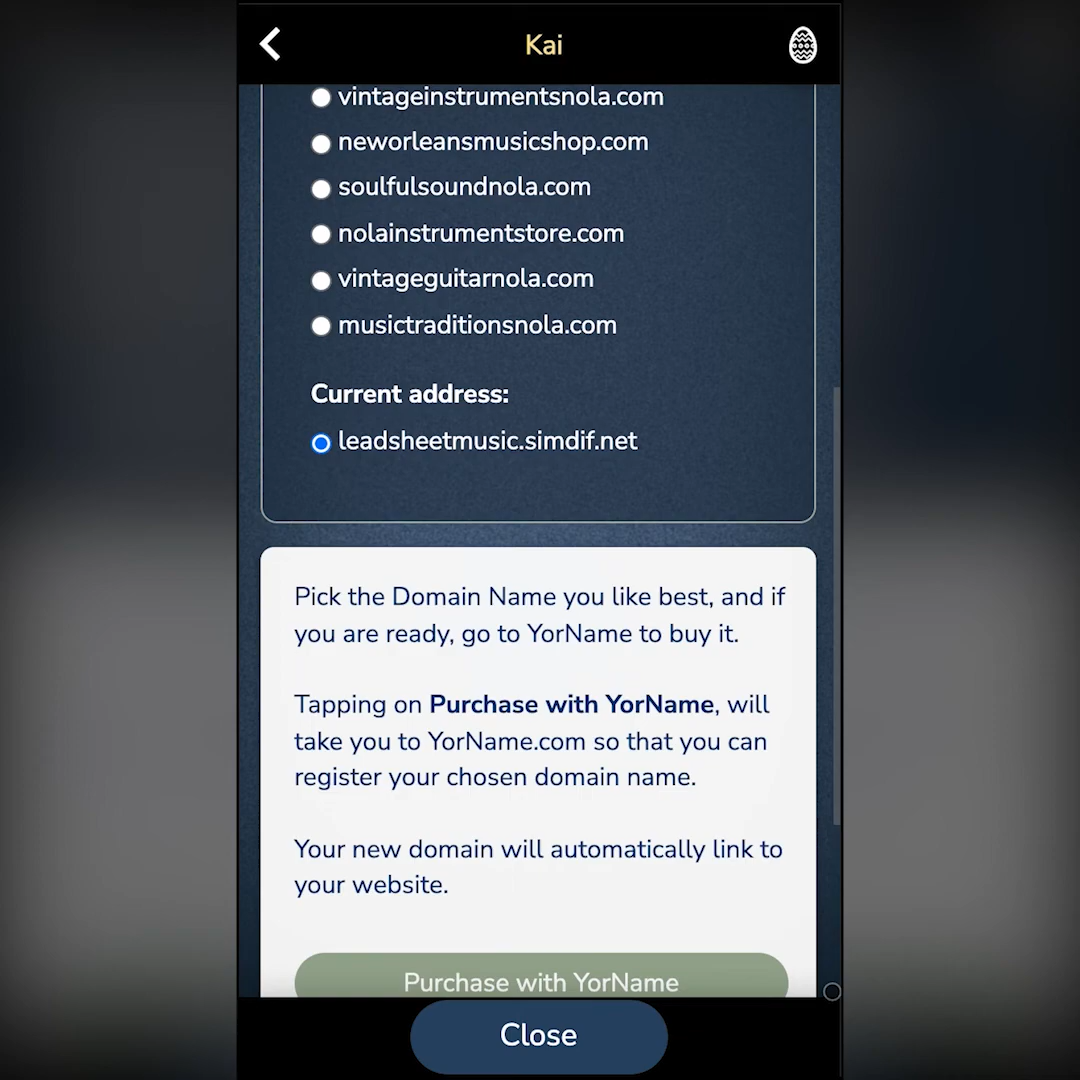 Kai
vintageinstrumentsnola.com
neworleansmusicshop.com
soulfulsoundnola.com
nolainstrumentstore.com
vintageguitarnola.com
musictraditionsnola.com
Current address:
leadsheetmusic.simdif.net
Pick the Domain Name you like best, and if
you are ready, go to YorName to buy it.
Tapping on Purchase with YorName, will
take you to YorName.com so that you can
register your chosen domain name.
Your new domain will automatically link to
your website.
Purchase with YorName
Close